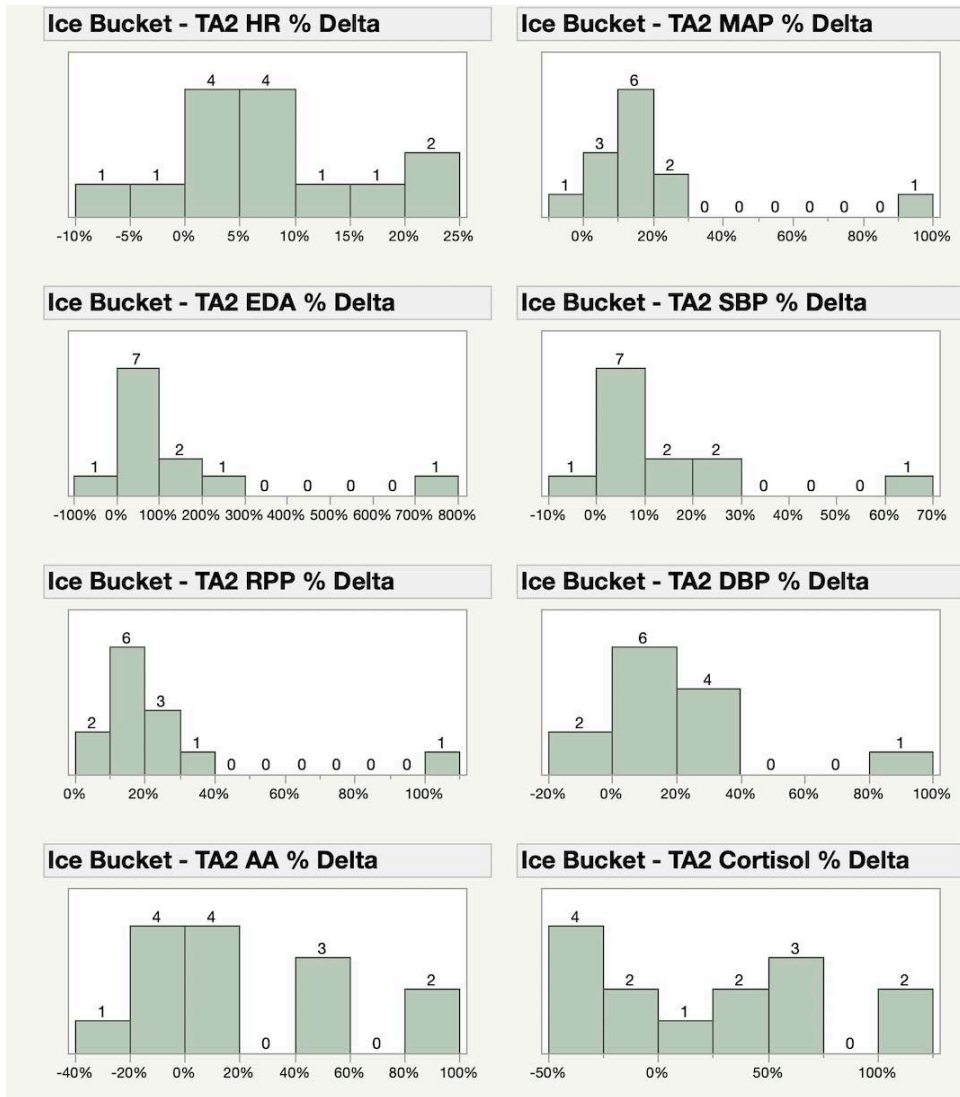 Ice Bucket - TA2 HR % Delta
1 1 4 4 1 1 2
-10% -5% 0% 5% 10% 15% 20% 25%
Ice Bucket - TA2 MAP % Delta
1 3 6 2 0 0 0 0 0 0 1
0% 20% 40% 60% 80% 100%
Ice Bucket - TA2 EDA % Delta
1 7 2 1 0 0 0 0 1
-100% 0% 100% 200% 300% 400% 500% 600% 700% 800%
Ice Bucket - TA2 SBP % Delta
1 7 2 2 0 0 0 1
-10% 0% 10% 20% 30% 40% 50% 60% 70%
Ice Bucket - TA2 RPP % Delta
2 6 3 1 0 0 0 0 0 0 1
0% 20% 40% 60% 80% 100%
Ice Bucket - TA2 DBP % Delta
2 6 4 0 0 1
-20% 0% 20% 40% 60% 80% 100%
Ice Bucket - TA2 AA % Delta
1 4 4 0 3 0 2
-40% -20% 0% 20% 40% 60% 80% 100%
Ice Bucket - TA2 Cortisol % Delta
4 2 1 2 3 0 2
-50% 0% 50% 100%